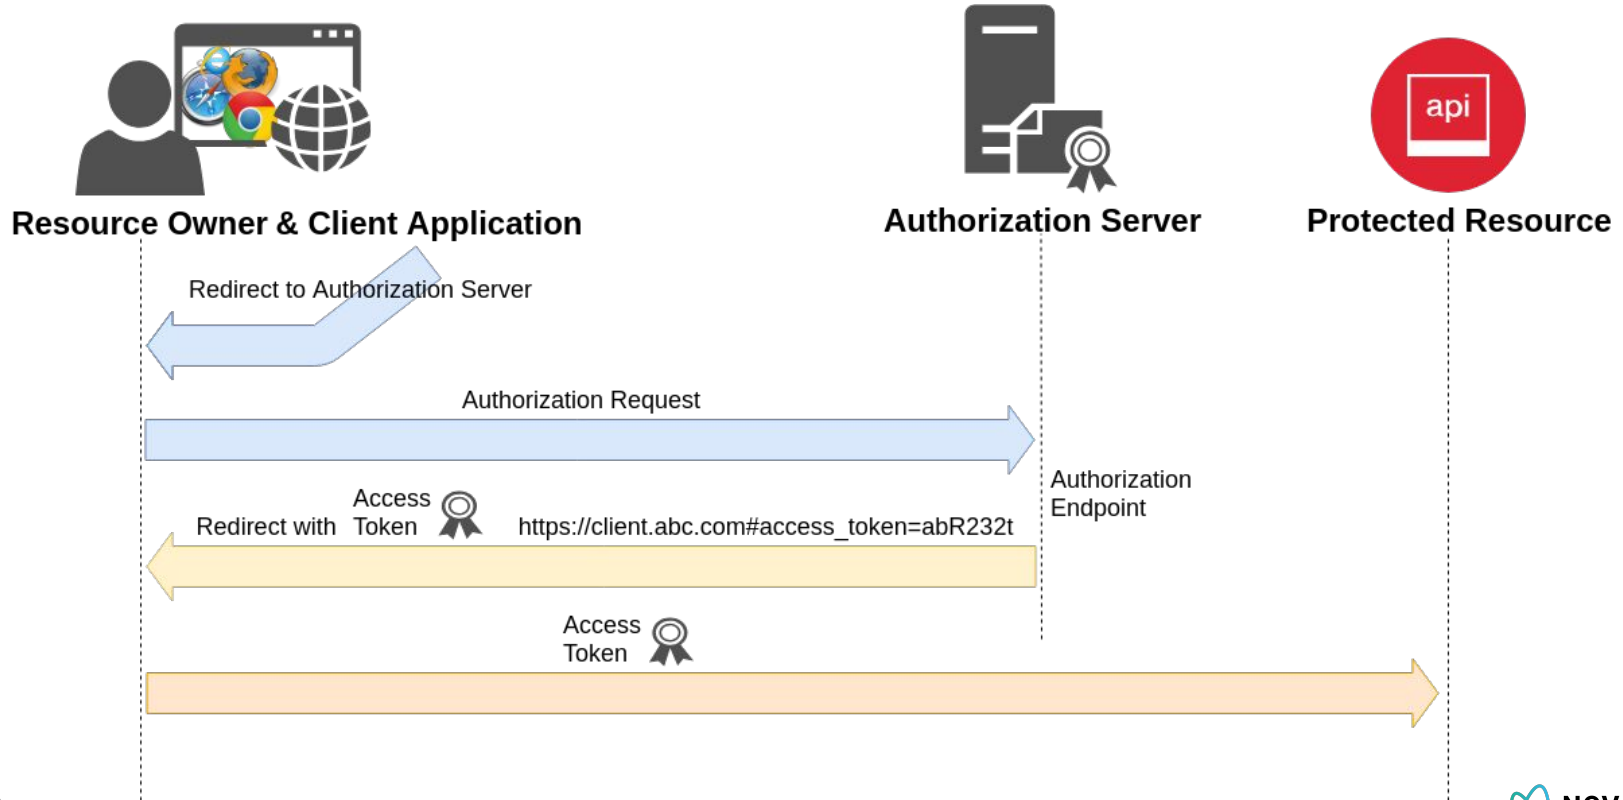 api
Resource Owner & Client Application
Authorization Server
Protected Resource
Redirect to Authorization Server
Authorization Request
Authorization
Endpoint
Access
Token
Redirect with
https://client.abc.com#access_token=abR232t
Access
Token